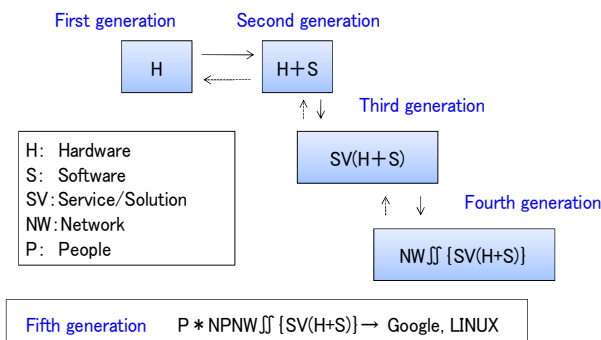 First generation
Second generation
H
H+S
Third generation
SV(H+S)
Fourth generation
NW∬{SV(H+S)}
H: Hardware
S: Software
SV: Service/Solution
NW: Network
P: People
Fifth generation P*NPNW∬{SV(H+S)}→ Google, LINUX